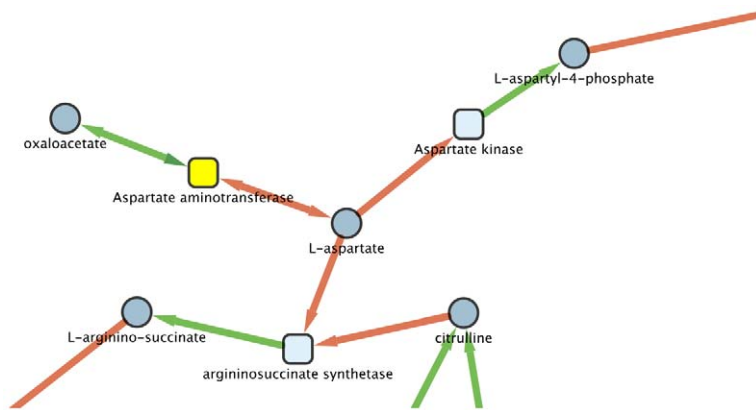 L-aspartyl-4-phosphate
oxaloacetate
Aspartate kinase
Aspartate aminotransferase
L-aspartate
L-arginino-succinate
citrulline
argininosuccinate synthetase